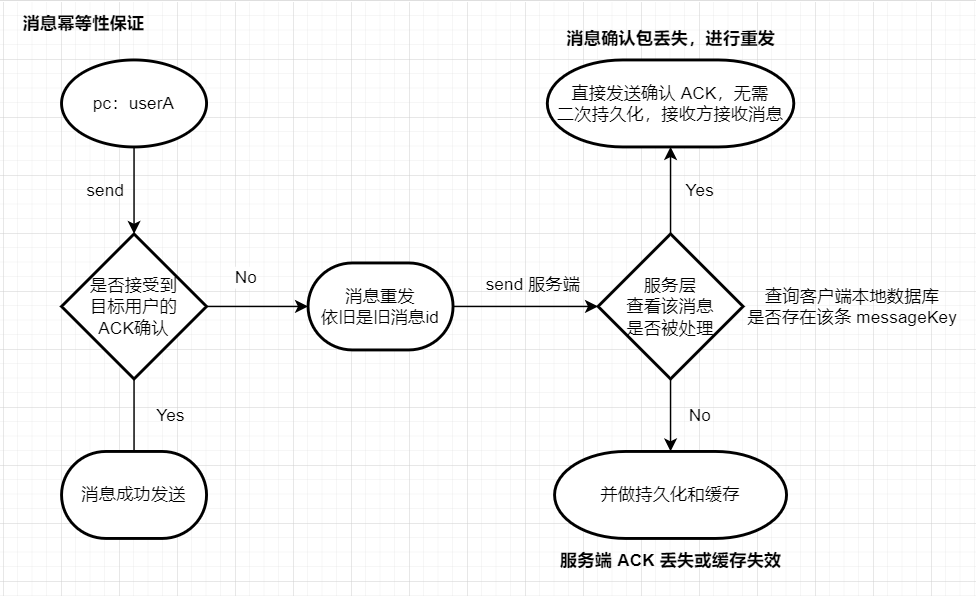 消息幂等性保证
pc：userA
send
是否接受到
目标用户的
ACK确认
Yes
消息成功发送
No
消息重发
依旧是旧消息id
send 服务端
消息确认包丢失，进行重发
直接发送确认 ACK，无需
二次持久化，接收方接收消息
Yes
服务层
查看该消息
是否被处理
查询客户端本地数据库
是否存在该条 messageKey
No
并做持久化和缓存
服务端 ACK 丢失或缓存失效